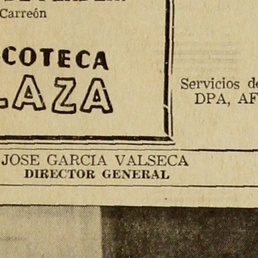 Carreón
COTECA
LAZA
Servicios de
DPA, AF
JOSE GARCIA VALSECA
DIRECTOR GENERAL